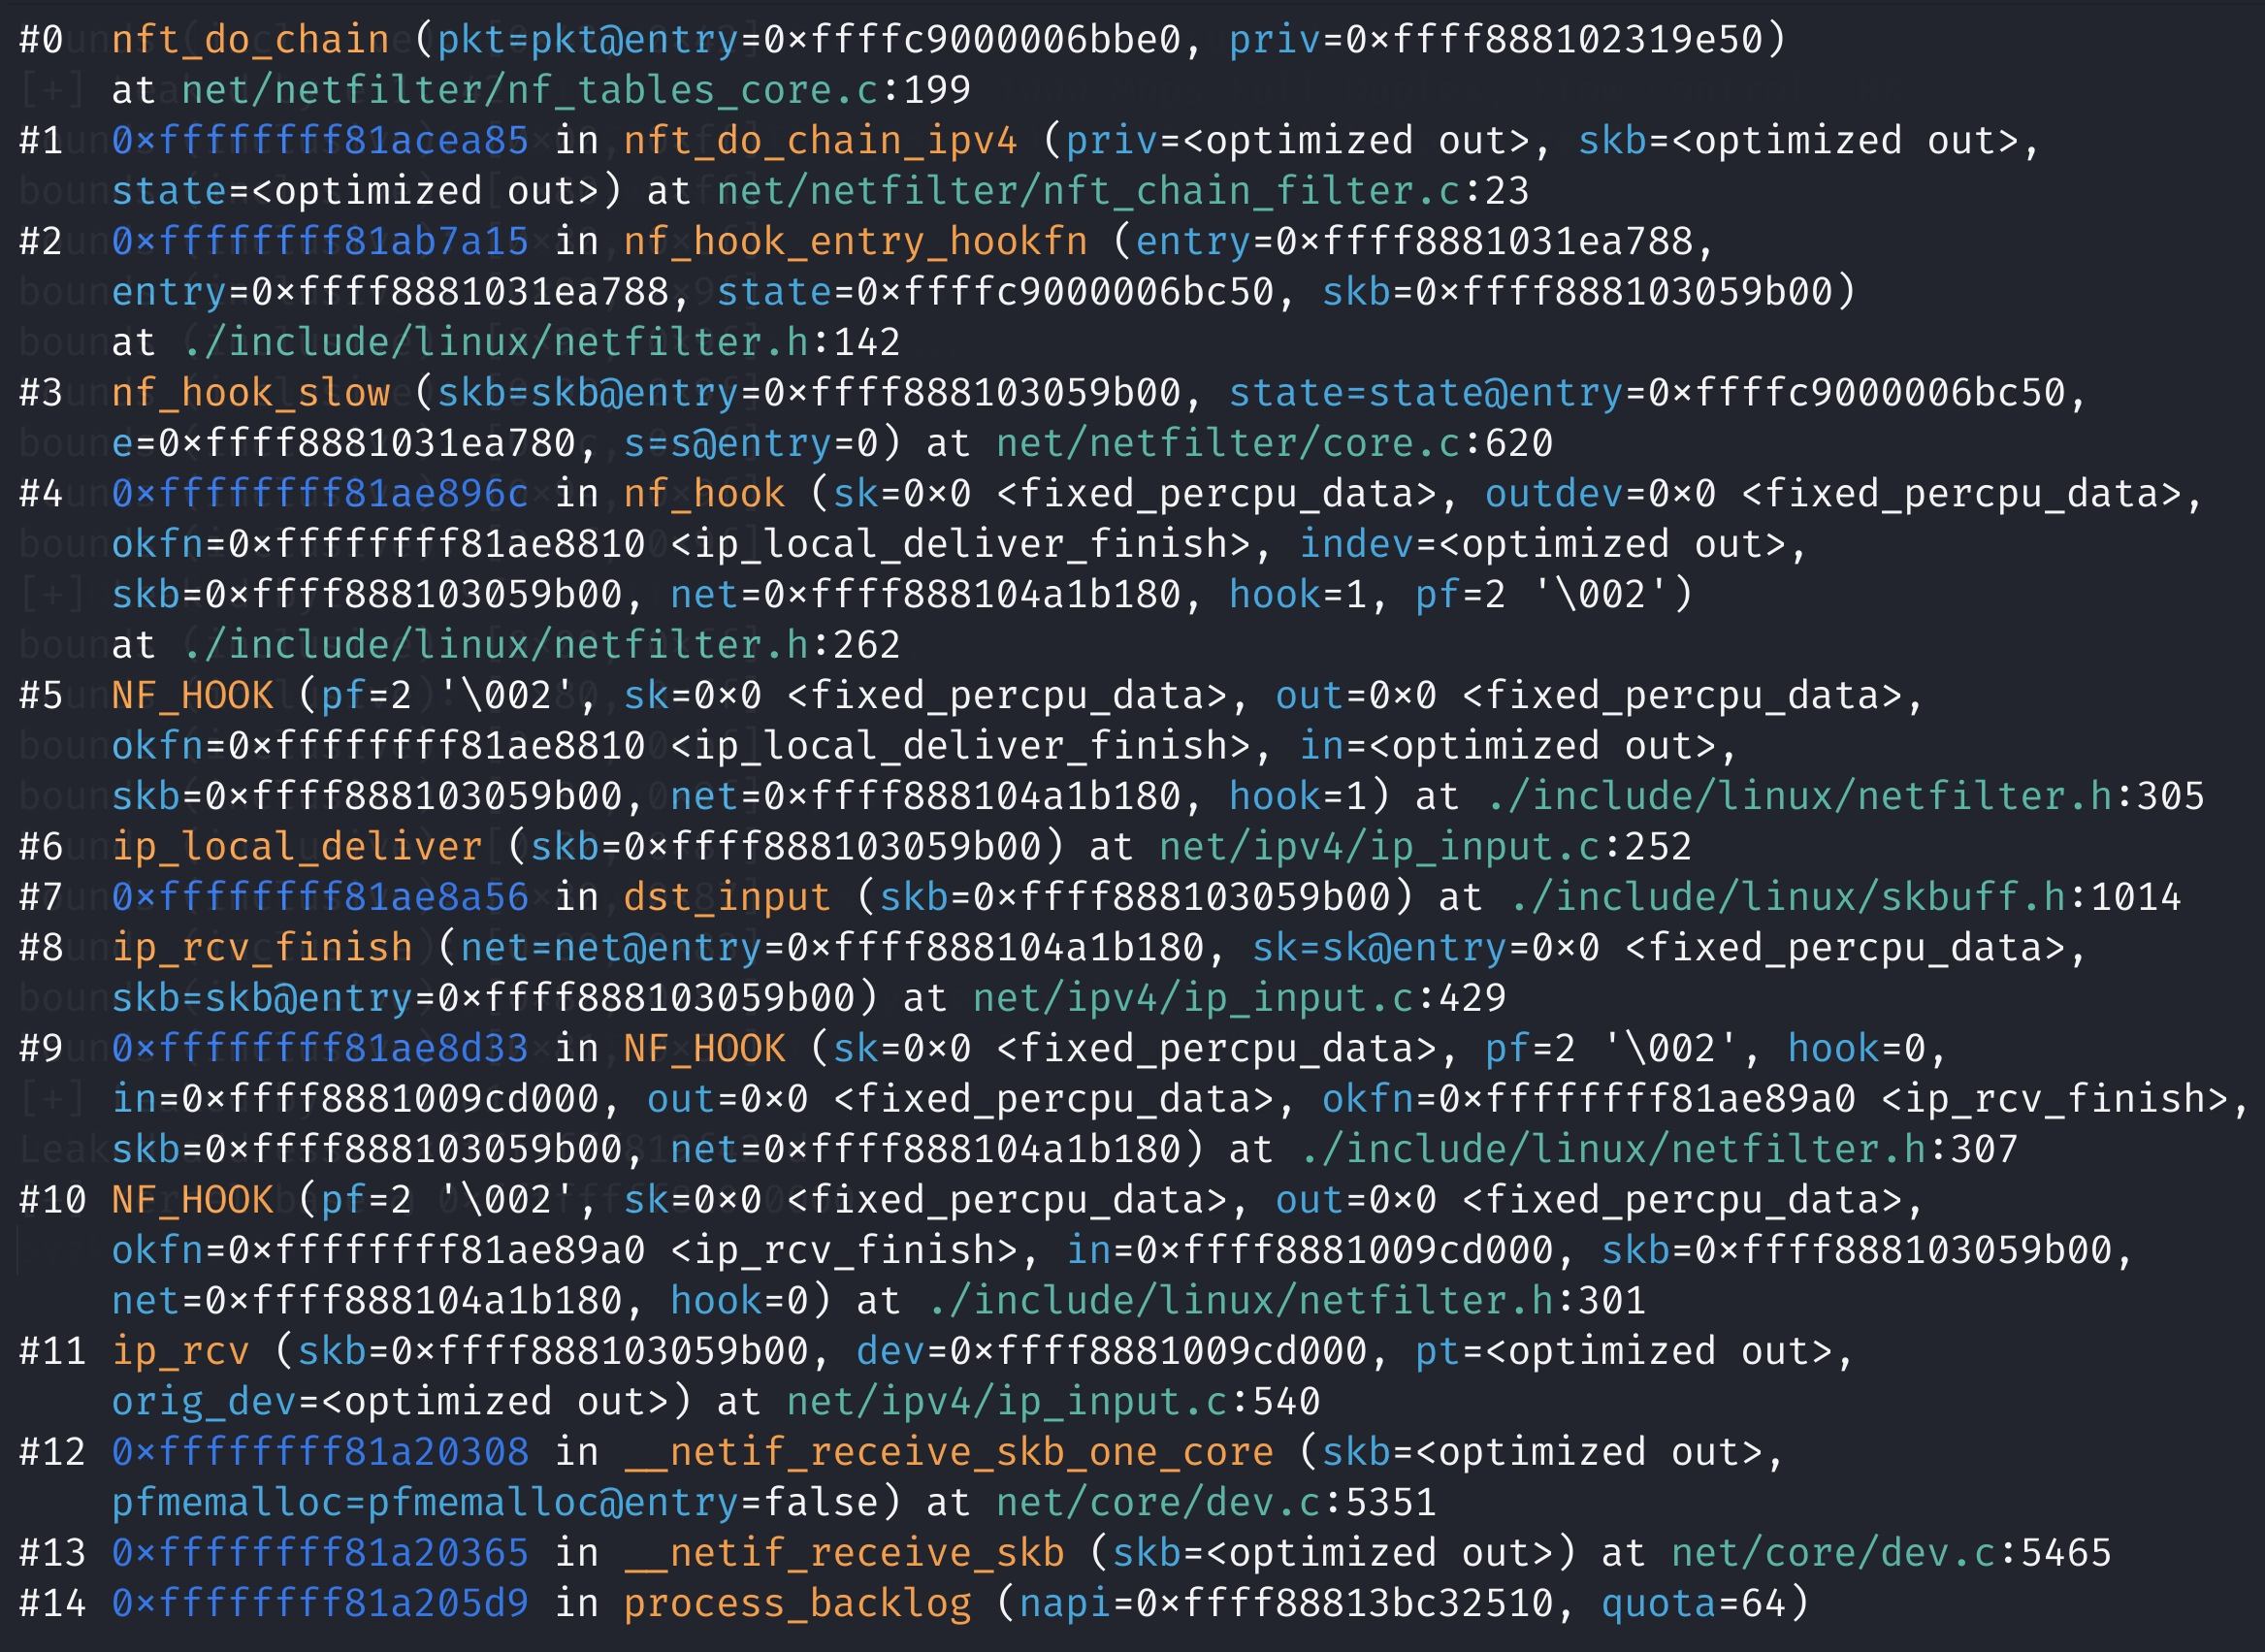 #0  nft_do_chain (pkt=pkt@entry=0×ffffc9000006bbe0, priv=0×ffff888102319e50)
    at net/netfilter/nf_tables_core.c:199
#1  0×ffffffff81acea85 in nft_do_chain_ipv4 (priv=<optimized out>, skb=<optimized out>,
    state=<optimized out>) at net/netfilter/nft_chain_filter.c:23
#2  0×ffffffff81ab7a15 in nf_hook_entry_hookfn (entry=0×ffff8881031ea788,
    entry=0×ffff8881031ea788, state=0×ffffc9000006bc50, skb=0×ffff888103059b00)
    at ./include/linux/netfilter.h:142
#3  nf_hook_slow (skb=skb@entry=0×ffff888103059b00, state=state@entry=0×ffffc9000006bc50,
    e=0×ffff8881031ea780, s=s@entry=0) at net/netfilter/core.c:620
#4  0×ffffffff81ae896c in nf_hook (sk=0×0 <fixed_percpu_data>, outdev=0×0 <fixed_percpu_data>,
    okfn=0×ffffffff81ae8810 <ip_local_deliver_finish>, indev=<optimized out>,
    skb=0×ffff888103059b00, net=0×ffff888104a1b180, hook=1, pf=2 '\002')
    at ./include/linux/netfilter.h:262
#5  NF_HOOK (pf=2 '\002', sk=0×0 <fixed_percpu_data>, out=0×0 <fixed_percpu_data>,
    okfn=0×ffffffff81ae8810 <ip_local_deliver_finish>, in=<optimized out>,
    skb=0×ffff888103059b00, net=0×ffff888104a1b180, hook=1) at ./include/linux/netfilter.h:305
#6  ip_local_deliver (skb=0×ffff888103059b00) at net/ipv4/ip_input.c:252
#7  0×ffffffff81ae8a56 in dst_input (skb=0×ffff888103059b00) at ./include/linux/skbuff.h:1014
#8  ip_rcv_finish (net=net@entry=0×ffff888104a1b180, sk=sk@entry=0×0 <fixed_percpu_data>,
    skb=skb@entry=0×ffff888103059b00) at net/ipv4/ip_input.c:429
#9  0×ffffffff81ae8d33 in NF_HOOK (sk=0×0 <fixed_percpu_data>, pf=2 '\002', hook=0,
    in=0×ffff8881009cd000, out=0×0 <fixed_percpu_data>, okfn=0×ffffffff81ae89a0 <ip_rcv_finish>,
    skb=0×ffff888103059b00, net=0×ffff888104a1b180) at ./include/linux/netfilter.h:307
#10 NF_HOOK (pf=2 '\002', sk=0×0 <fixed_percpu_data>, out=0×0 <fixed_percpu_data>,
    okfn=0×ffffffff81ae89a0 <ip_rcv_finish>, in=0×ffff8881009cd000, skb=0×ffff888103059b00,
    net=0×ffff888104a1b180, hook=0) at ./include/linux/netfilter.h:301
#11 ip_rcv (skb=0×ffff888103059b00, dev=0×ffff8881009cd000, pt=<optimized out>,
    orig_dev=<optimized out>) at net/ipv4/ip_input.c:540
#12 0×ffffffff81a20308 in __netif_receive_skb_one_core (skb=<optimized out>,
    pfmemalloc=pfmemalloc@entry=false) at net/core/dev.c:5351
#13 0×ffffffff81a20365 in __netif_receive_skb (skb=<optimized out>) at net/core/dev.c:5465
#14 0×ffffffff81a205d9 in process_backlog (napi=0×ffff88813bc32510, quota=64)